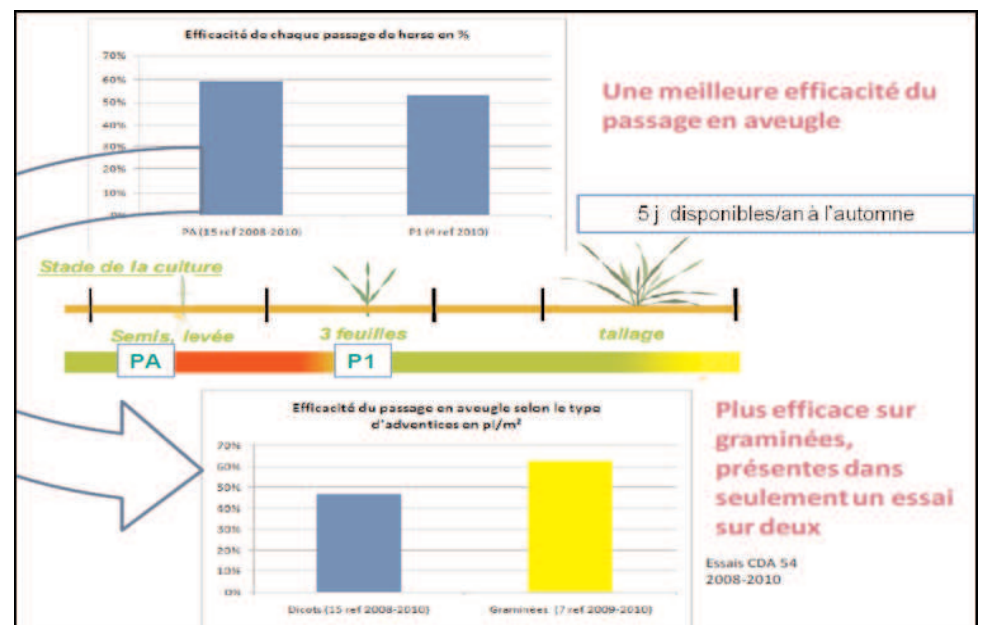 Efficacité de chaque passage de herse en %
70%
60%
50%
40%
30%
20%
10%
0%
PA (15 ref 2008-2010)
P1 (4 ref 2010)
Une meilleure efficacité du
passage en aveugle
5 j disponibles/an à l'automne
Stade de la culture
Semis, levée
3 feuilles
tallage
PA
P1
Efficacité du passage en aveugle selon le type
d'adventices en pl/m²
70%
60%
50%
40%
30%
20%
10%
0%
Dicots (15 ref 2008-2010)
Graminées (7 ref 2009-2010)
Plus efficace sur
graminées,
présentes dans
seulement un essai
sur deux
Essais CDA 54
2008-2010